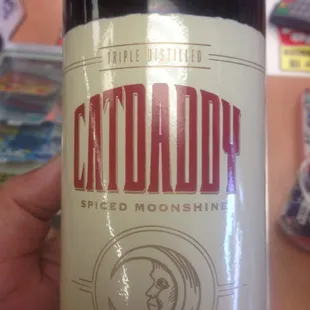 TRIPLE DISTILLED
CATDADDY
SPICED MOONSHINE